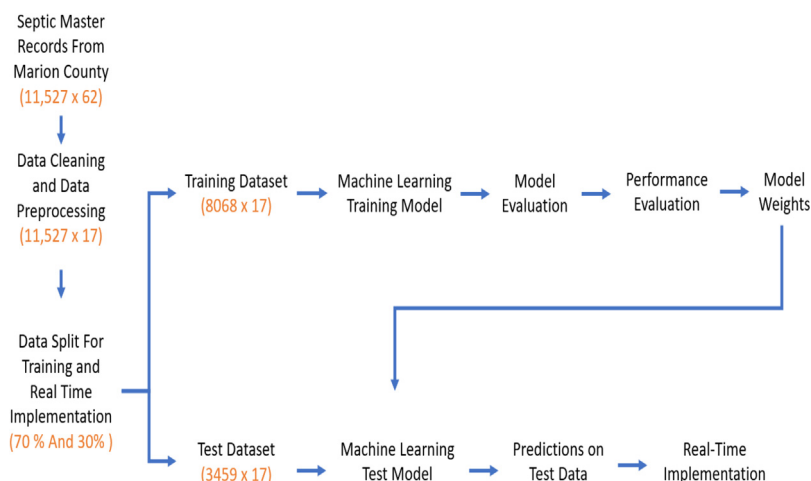 Septic Master
Records From
Marion County
(11,527 x 62)
Data Cleaning
and Data
Preprocessing
(11,527 x 17)
Data Split For
Training and
Real Time
Implementation
(70 % And 30% )
Training Dataset
(8068 x 17)
Machine Learning
Training Model
Model
Evaluation
Performance
Evaluation
Model
Weights
Test Dataset
(3459 x 17)
Machine Learning
Test Model
Predictions on
Test Data
Real-Time
Implementation